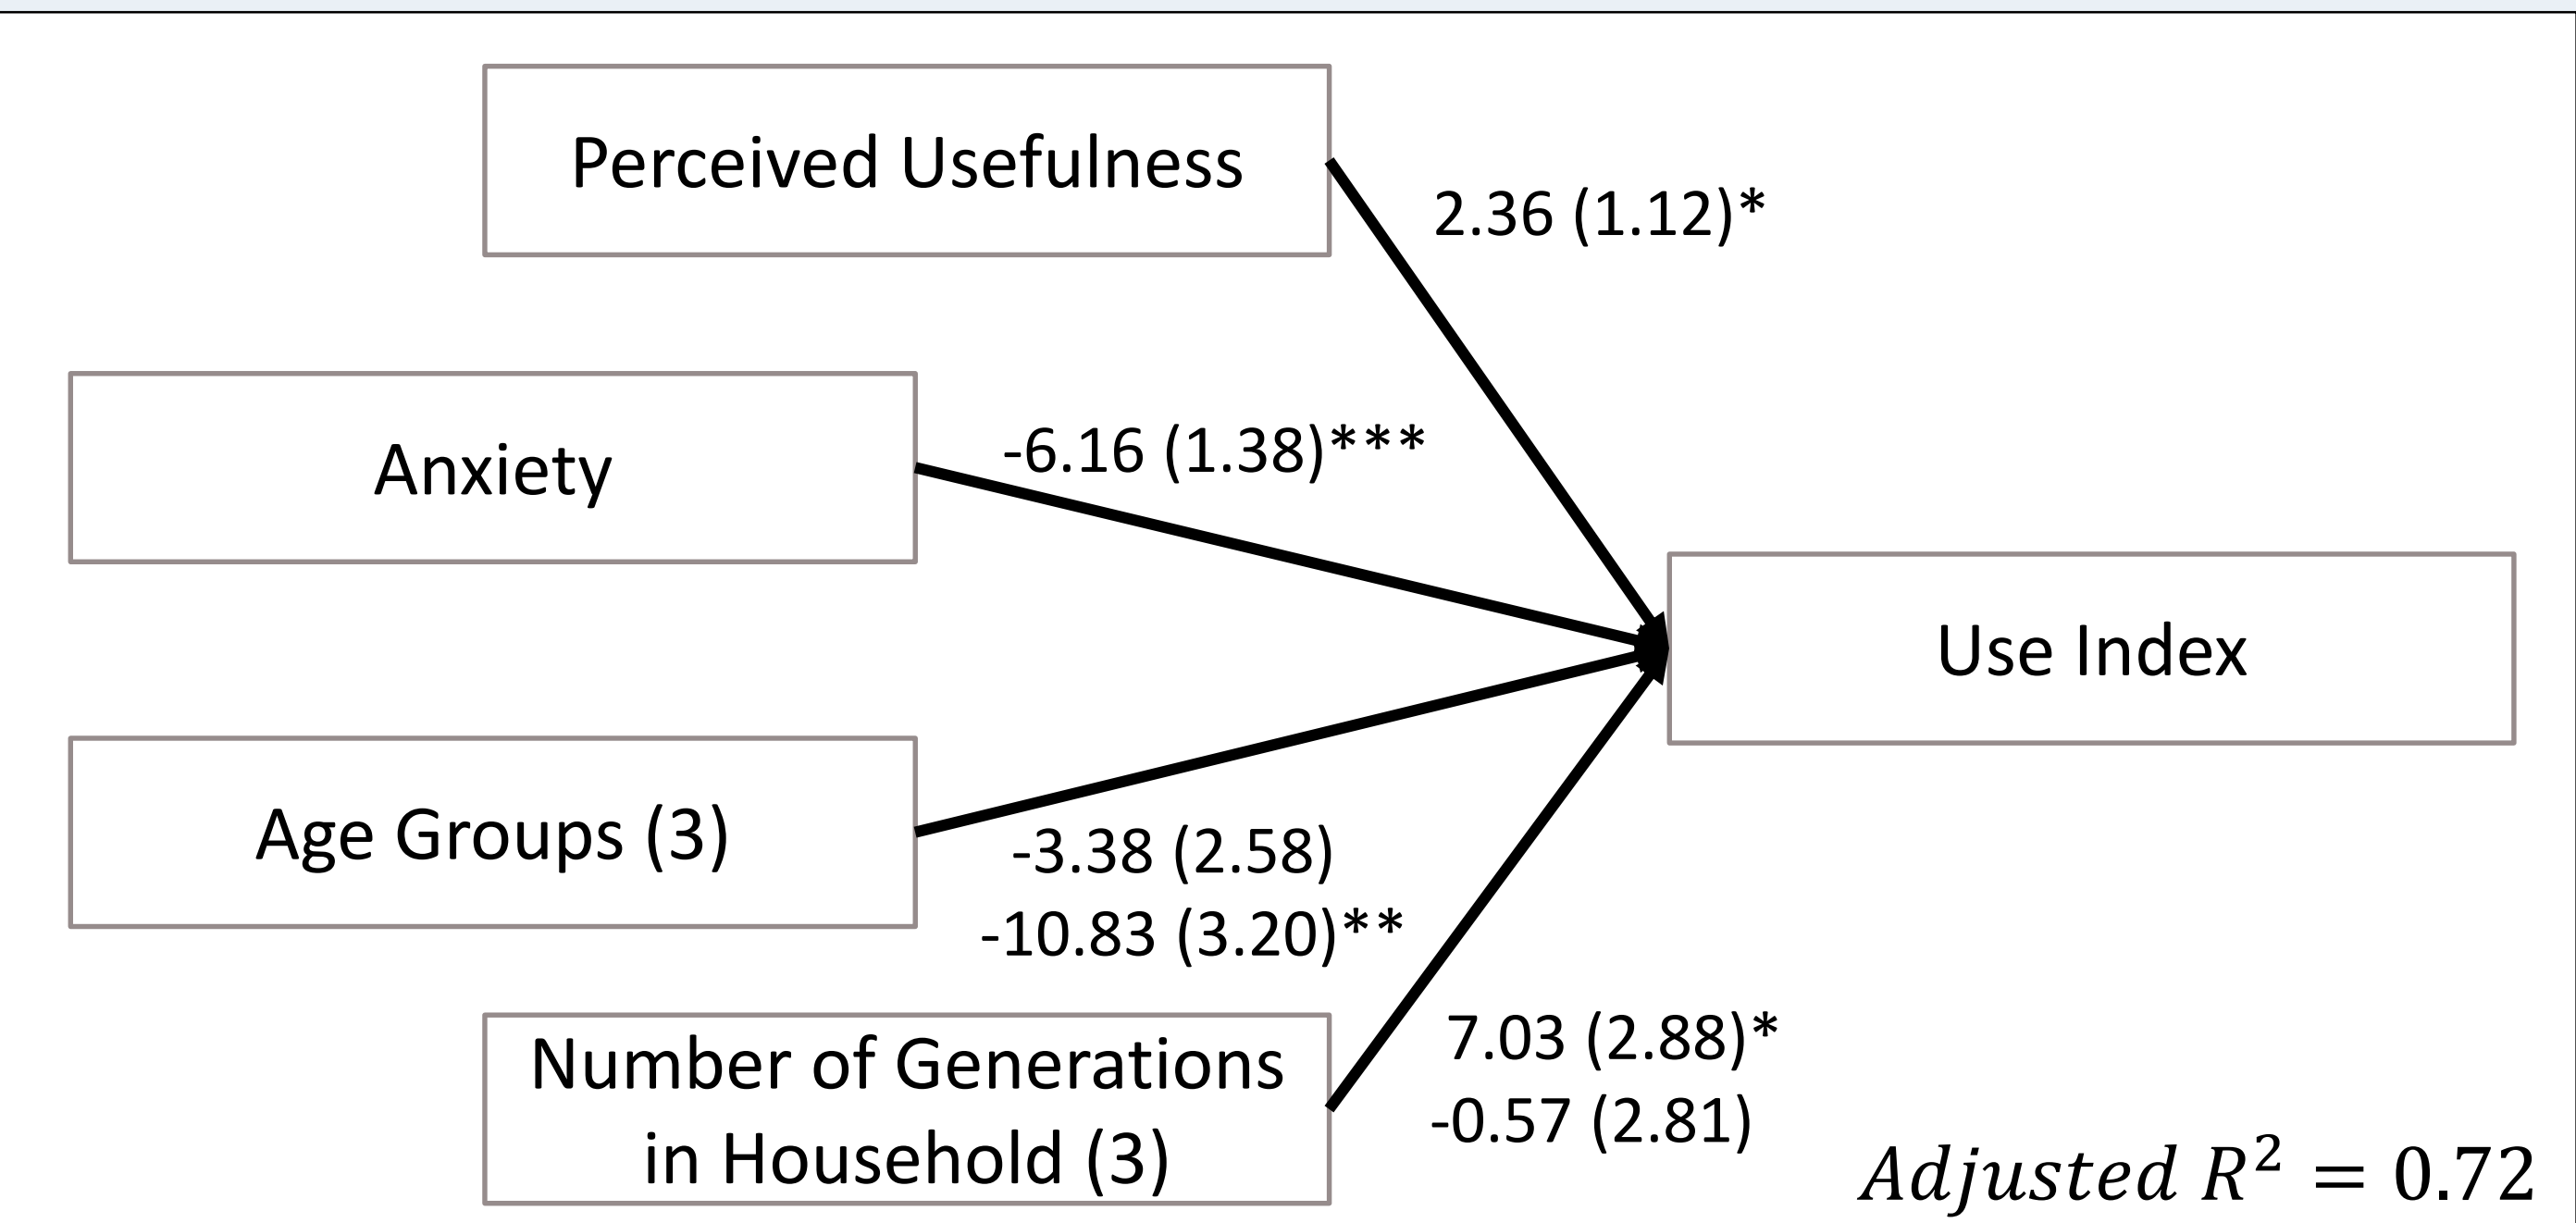 Perceived Usefulness
2.36 (1.12)*
Anxiety
-6.16 (1.38)***
Use Index
Age Groups (3)
-3.38 (2.58)
-10.83 (3.20)**
Number of Generations
in Household (3)
7.03 (2.88)*
-0.57 (2.81)
Adjusted R² = 0.72